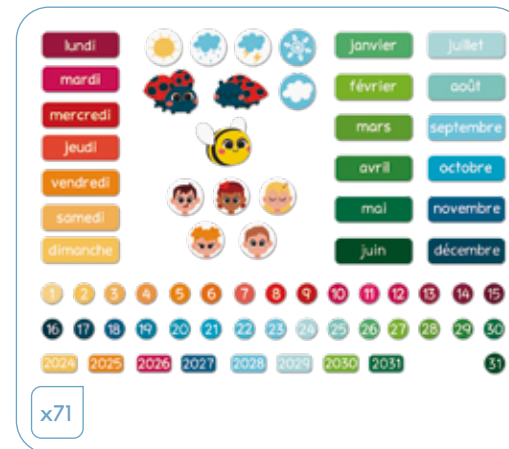 lundi
mardi
mercredi
jeudi
vendredi
samedi
dimanche
janvier
février
mars
avril
mai
juin
juillet
août
septembre
octobre
novembre
décembre
1 2 3 4 5 6 7 8 9 10 11 12 13 14 15
16 17 18 19 20 21 22 23 24 25 26 27 28 29 30
2024 2025 2026 2027 2028 2029 2030 2031 31
x71